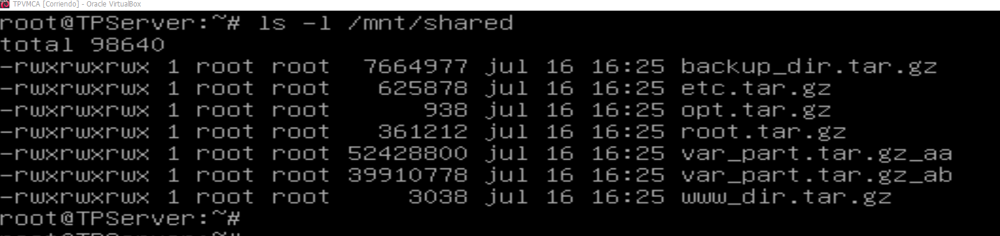 TPVMCA [Corriendo] - Oracle VirtualBox
root@TPServer:~# ls -l /mnt/shared
total 98640
-rwxrwxrwx 1 root root  7664977 jul 16 16:25 backup_dir.tar.gz
-rwxrwxrwx 1 root root   625878 jul 16 16:25 etc.tar.gz
-rwxrwxrwx 1 root root      938 jul 16 16:25 opt.tar.gz
-rwxrwxrwx 1 root root   361212 jul 16 16:25 root.tar.gz
-rwxrwxrwx 1 root root 52428800 jul 16 16:25 var_part.tar.gz_aa
-rwxrwxrwx 1 root root 39910778 jul 16 16:25 var_part.tar.gz_ab
-rwxrwxrwx 1 root root     3038 jul 16 16:25 www_dir.tar.gz
root@TPServer:~#
root@TPServer:~#